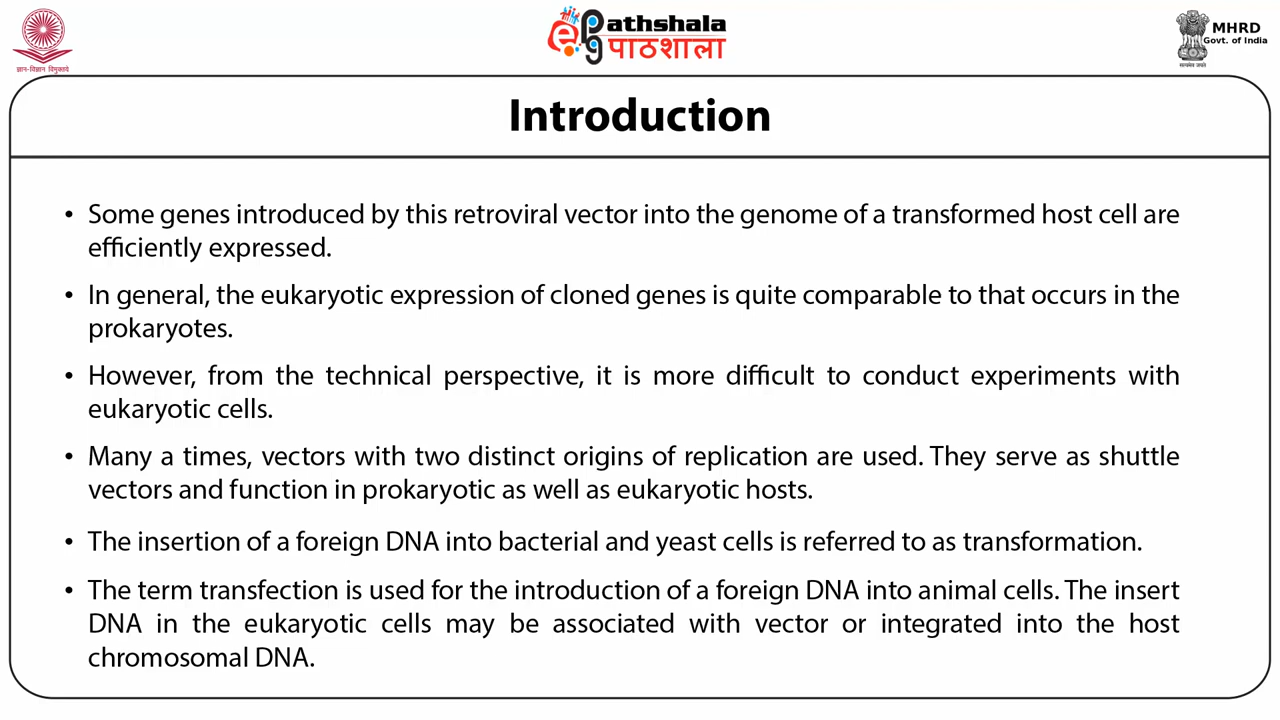 ज्ञान-विज्ञान विमुक्तये
ePG athshala
पाठशाला
MHRD
Govt. of India
सत्यमेव जयते
Introduction
• Some genes introduced by this retroviral vector into the genome of a transformed host cell are
efficiently expressed.
• In general, the eukaryotic expression of cloned genes is quite comparable to that occurs in the
prokaryotes.
• However, from the technical perspective, it is more difficult to conduct experiments with
eukaryotic cells.
• Many a times, vectors with two distinct origins of replication are used. They serve as shuttle
vectors and function in prokaryotic as well as eukaryotic hosts.
• The insertion of a foreign DNA into bacterial and yeast cells is referred to as transformation.
• The term transfection is used for the introduction of a foreign DNA into animal cells. The insert
DNA in the eukaryotic cells may be associated with vector or integrated into the host
chromosomal DNA.